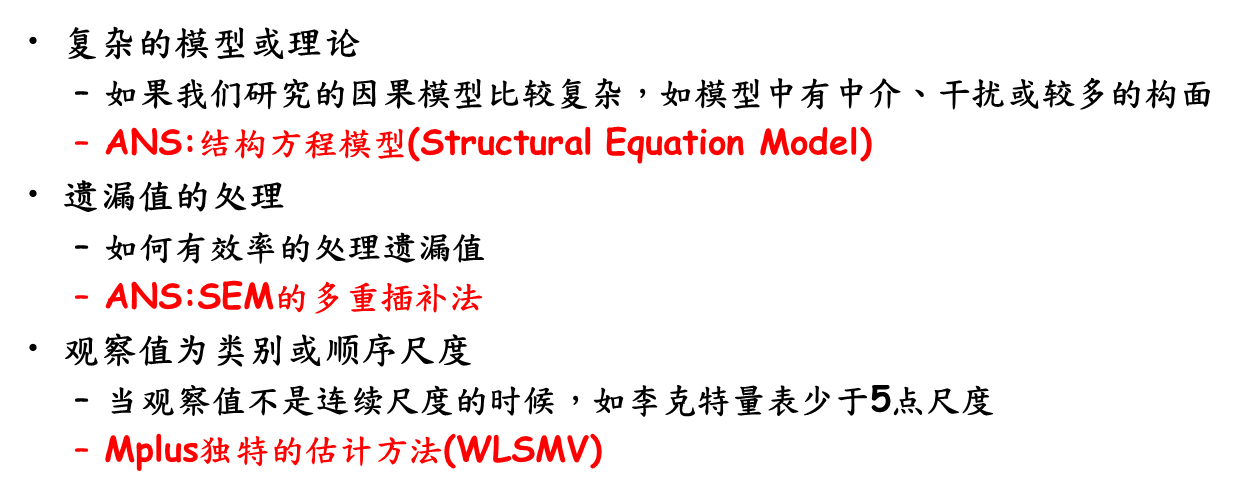 • 复杂的模型或理论
– 如果我们研究的因果模型比较复杂，如模型中有中介、干扰或较多的构面
– ANS:结构方程模型(Structural Equation Model)
• 遗漏值的处理
– 如何有效率的处理遗漏值
– ANS:SEM的多重插补法
• 观察值为类别或顺序尺度
– 当观察值不是连续尺度的时候，如李克特量表少于5点尺度
– Mplus独特的估计方法(WLSMV)